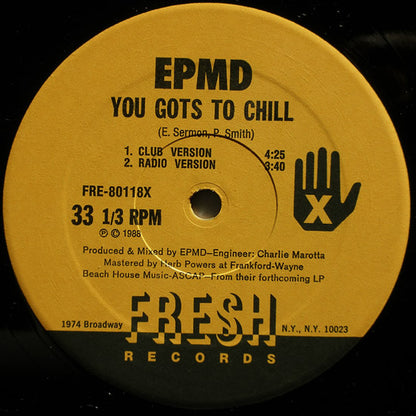 EPMD
YOU GOTS TO CHILL
(E. Sermon, P. Smith)
1. CLUB VERSION 4:25
2. RADIO VERSION 3:40
FRE-80118X
X
33 1/3 RPM
℗ © 1988
Produced & Mixed by EPMD–Engineer: Charlie Marotta
Mastered by Herb Powers at Frankford-Wayne
Beach House Music-ASCAP–From their forthcoming LP
FRESH
1974 Broadway N.Y., N.Y. 10023
RECORDS